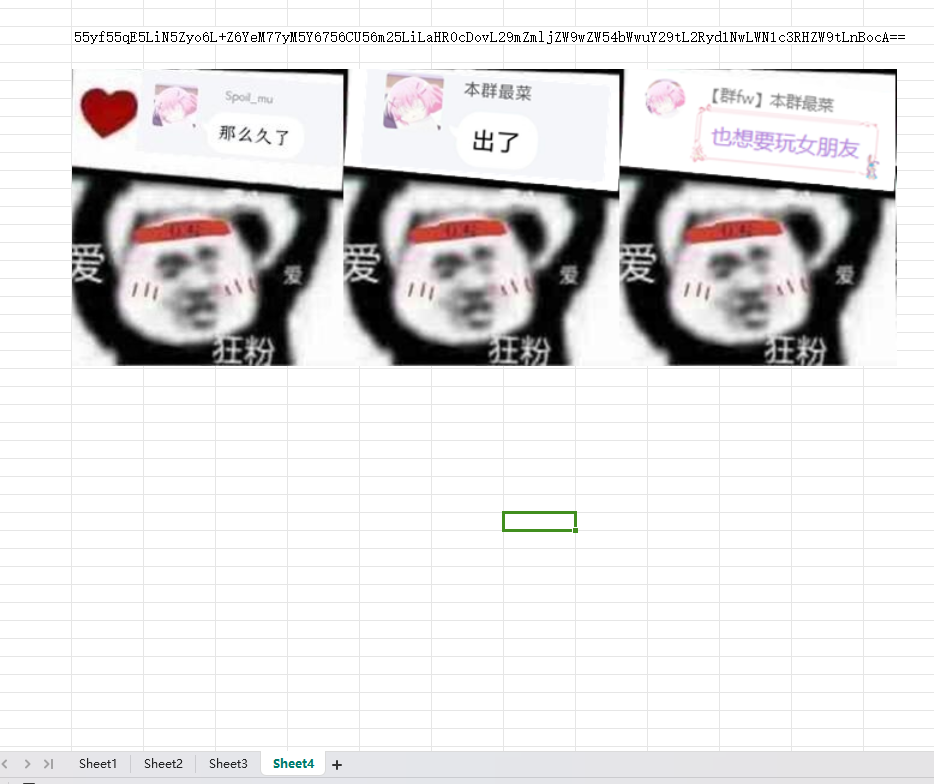 55yf55qE5LiN5Zyo6L+Z6YeM77yM5Y6756CU56m25LiLaHR0cDovL29mZmljZW9wZW54bWwuY29tL2Ryd1NwLWN1c3RHZW9tLnBocA==
Spoil_mu
那么久了
本群最菜
出了
【群fw】本群最菜
也想要玩女朋友
爱
爱
狂粉
爱
爱
狂粉
爱
爱
狂粉
Sheet1
Sheet2
Sheet3
Sheet4